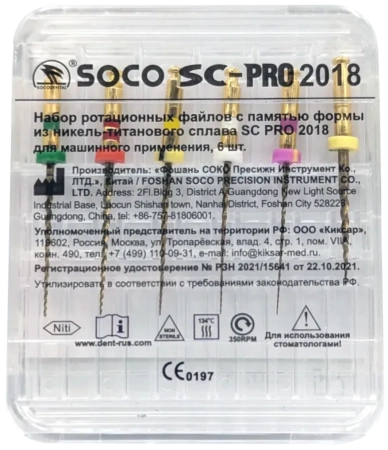 SOCO SC-PRO 2018
SOCODENTAL
Набор ротационных файлов с памятью формы
из никель-титанового сплава SC PRO 2018
для машинного применения, 6 шт.
Производитель: «Фошань СОКО Пресижн Инструмент Ко.,
ЛТД.», Китай / FOSHAN SOCO PRECISION INSTRUMENT CO.,
LTD. Address: 2Fl.Bldg 3, District A,Guangdong New Light Source
Industrial Base, Luocun Shishan town, Nanhai District, Foshan City 528226
Guangdong, China, tel: +86-757-81806001.
Уполномоченный представитель на территории РФ: ООО «Киксар»,
119602, Россия, Москва, ул.Тропарёвская, влад. 4, стр. 1, пом. VIIA,
комн. 490, тел. +7 (499) 110-09-31, e-mail: info@kiksar-med.ru.
Регистрационное удостоверение № РЗН 2021/15641 от 22.10.2021.
Утилизировать в соответствии с требованиями законодательства РФ.
Niti
NON STERILE
134°C
350RPM
Для использования
стоматологами!
www.dent-rus.com
CE0197